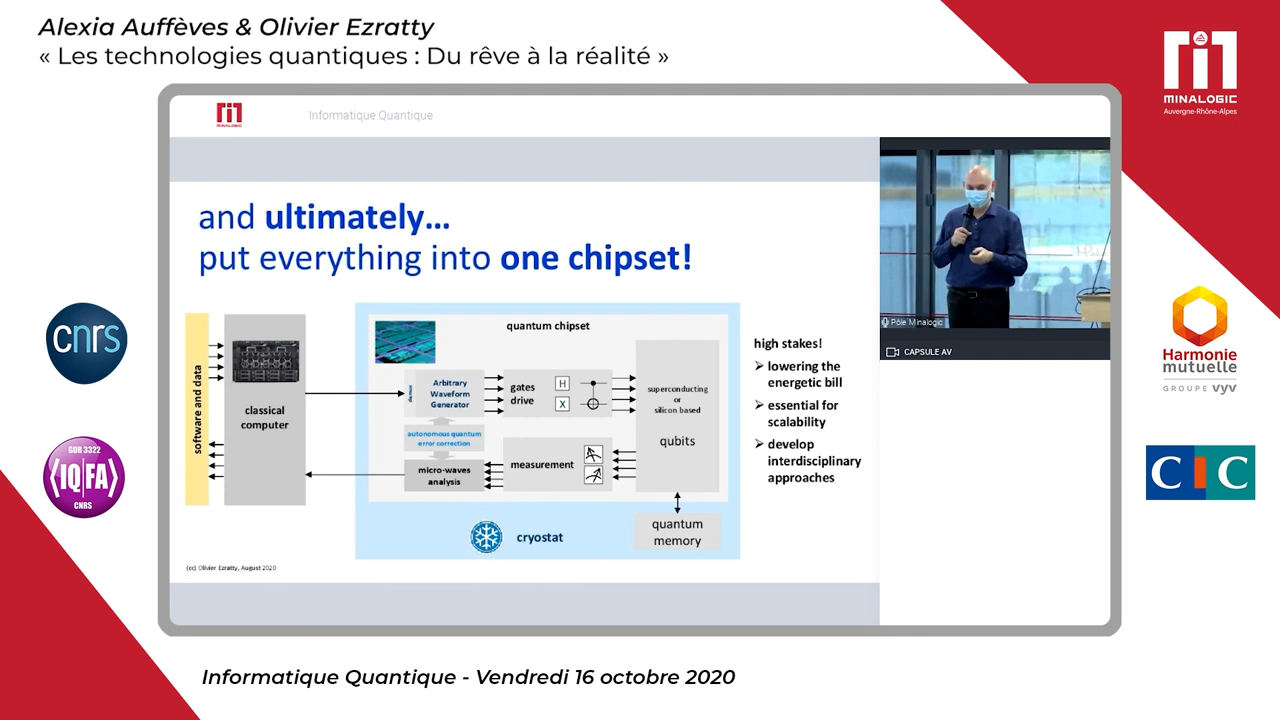 Alexia Auffèves & Olivier Ezratty
« Les technologies quantiques : Du rêve à la réalité »
MINALOGIC
Auvergne-Rhône-Alpes
MINALOGIC
Informatique Quantique
and ultimately...
put everything into one chipset!
software and data
classical
computer
quantum chipset
demux
Arbitrary
Waveform
Generator
gates
drive
H
X
autonomous quantum
error correction
micro-waves
analysis
measurement
superconducting
or
silicon based
qubits
quantum
memory
cryostat
high stakes!
➢ lowering the
energetic bill
➢ essential for
scalability
➢ develop
interdisciplinary
approaches
(cc) Olivier Ezratty, August 2020
Pôle Minalogic
CAPSULE AV
cnrs
GDR 3322
IQFA
CNRS
Harmonie
mutuelle
GROUPE vyv
CIC
Informatique Quantique - Vendredi 16 octobre 2020